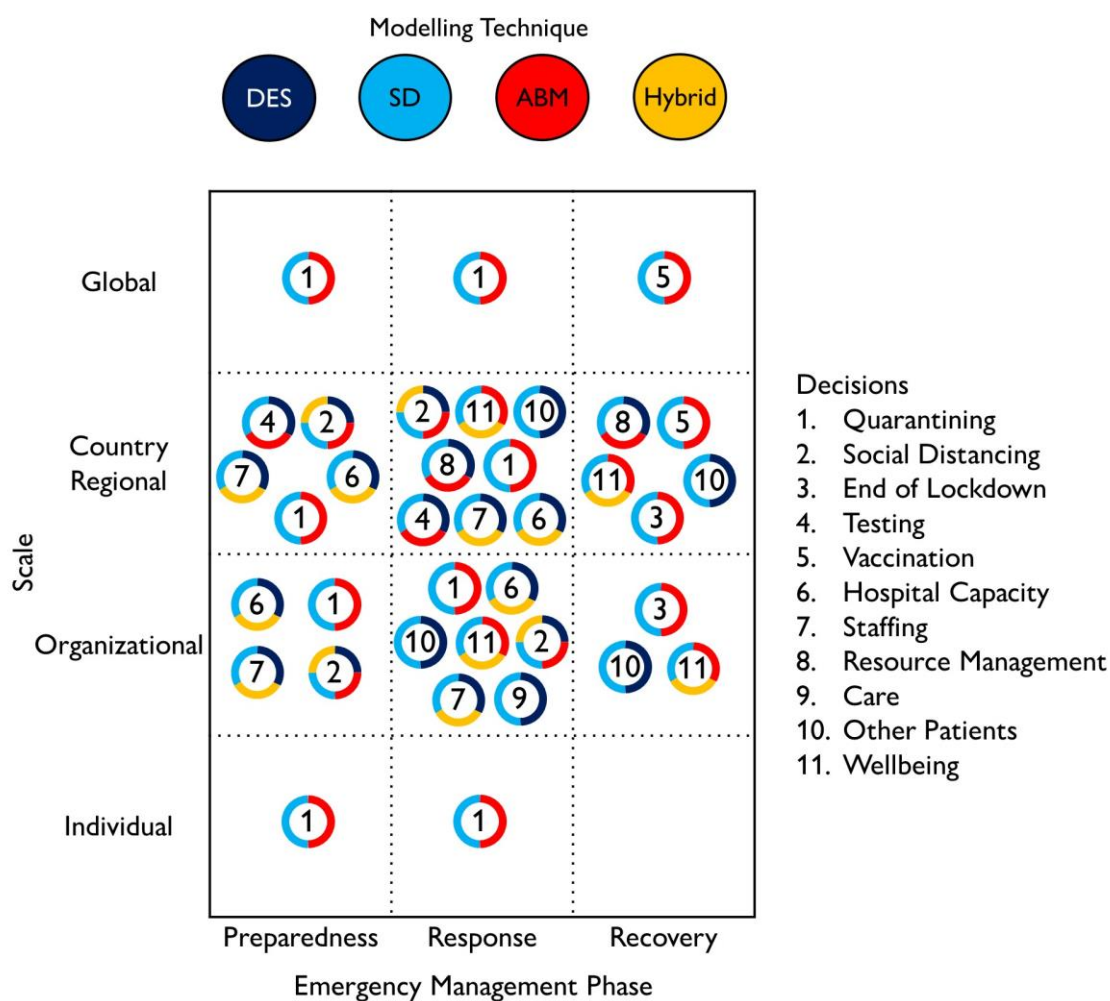 Modelling Technique
DES SD ABM Hybrid
Global
1 1 5
Country
Regional
4 2
7 6
1
2 11 10
8 1
4 7 6
8 5
11 10
3
Scale
Organizational
6 1
7 2
1 6
10 11 2
7 9
3
10 11
Individual
1 1
Preparedness Response Recovery
Emergency Management Phase
Decisions
1. Quarantining
2. Social Distancing
3. End of Lockdown
4. Testing
5. Vaccination
6. Hospital Capacity
7. Staffing
8. Resource Management
9. Care
10. Other Patients
11. Wellbeing